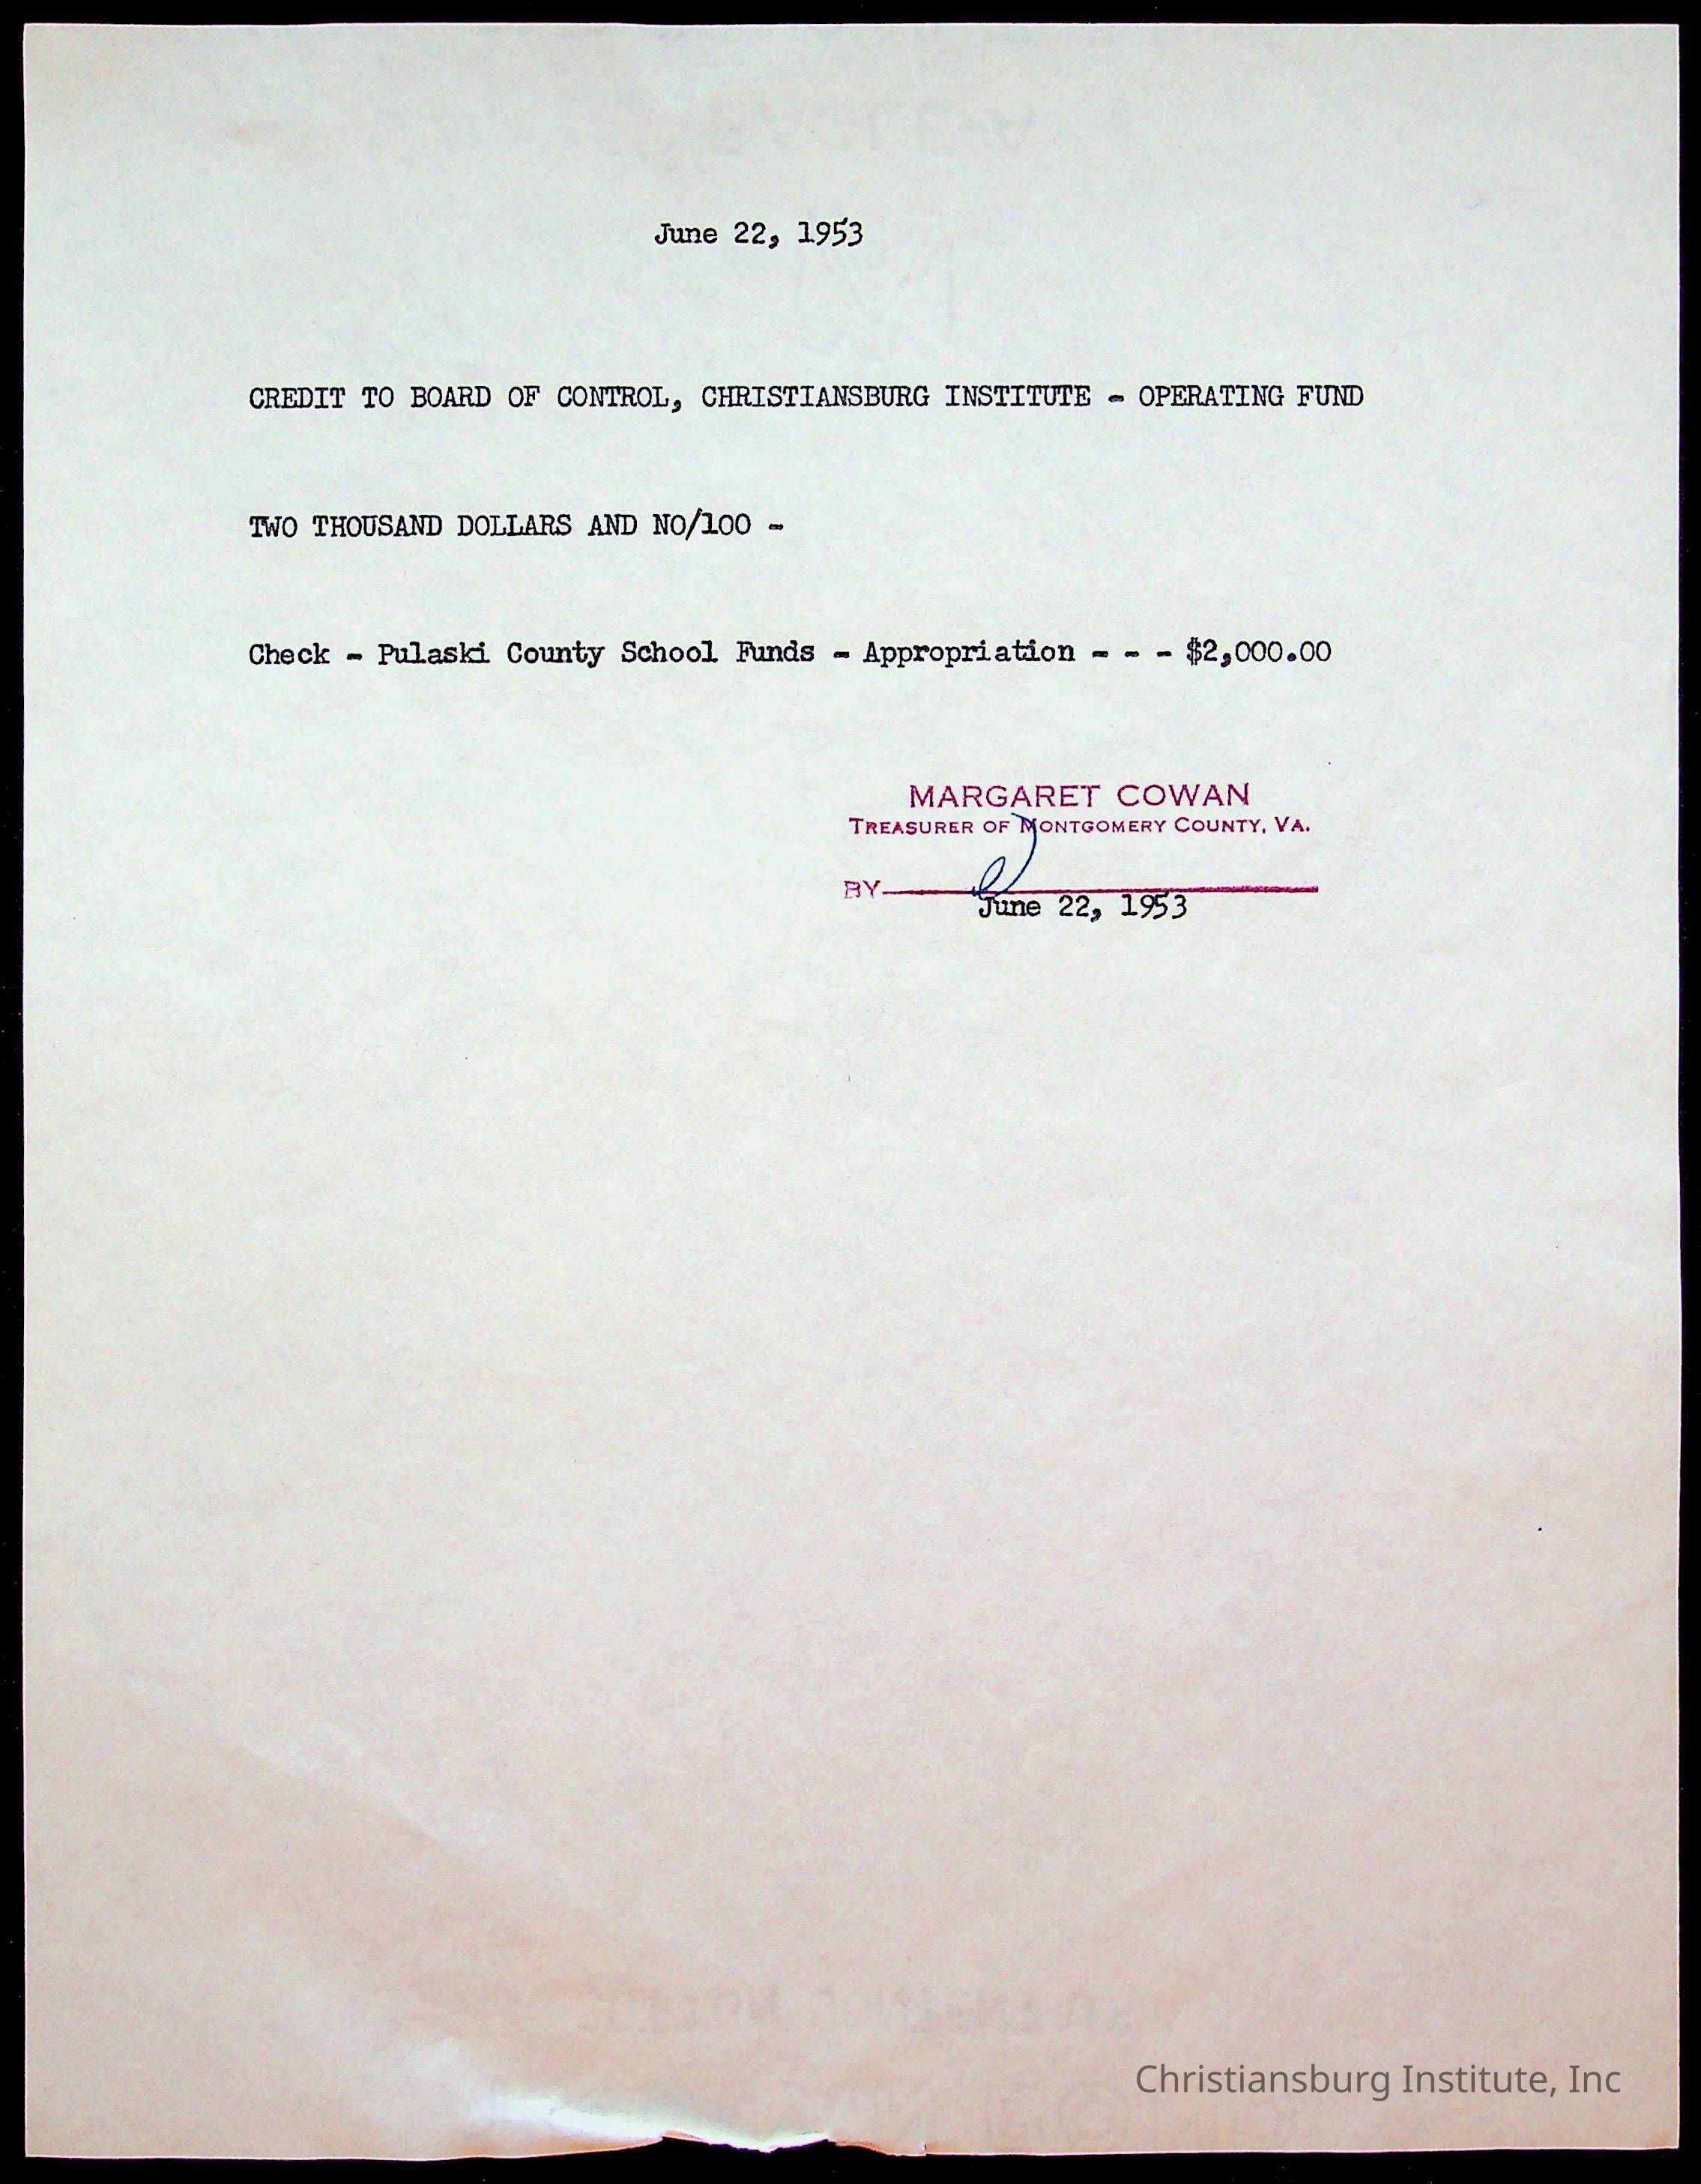 June 22, 1953
CREDIT TO BOARD OF CONTROL, CHRISTIANSBURG INSTITUTE - OPERATING FUND
TWO THOUSAND DOLLARS AND NO/100 -
Check - Pulaski County School Funds - Appropriation - - - $2,000.00
MARGARET COWAN
TREASURER OF MONTGOMERY COUNTY, VA.
BY
June 22, 1953
Christiansburg Institute, Inc